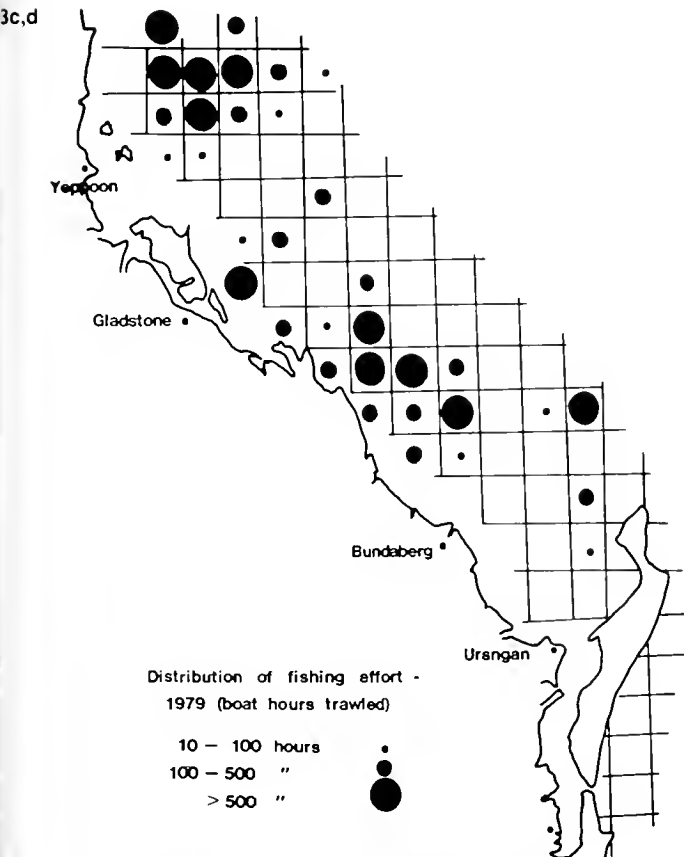 3c,d
Yeppoon
Gladstone
Bundaberg
Urangan
Distribution of fishing effort -
1979 (boat hours trawled)
10 – 100 hours
100 – 500 "
> 500 "